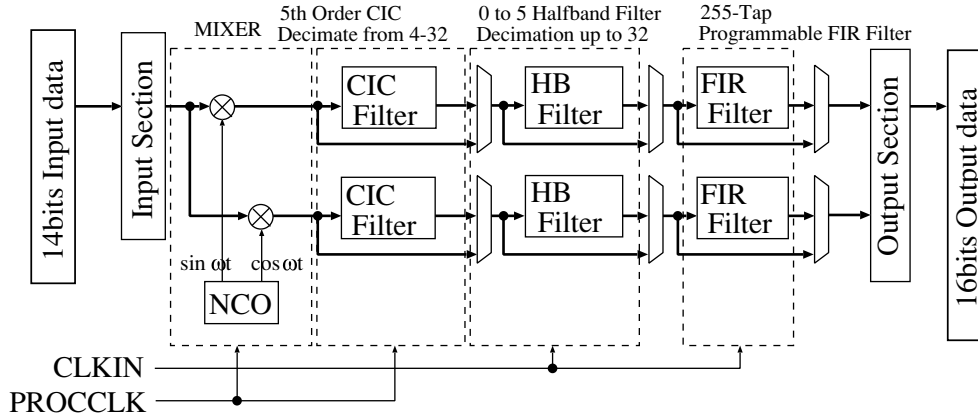 5th Order CIC
0 to 5 Halfband Filter
255-Tap
MIXER
Decimate from 4-32
Decimation up to 32
Programmable FIR Filter
14bits Input data
Input Section
CIC
Filter
HB
Filter
FIR
Filter
CIC
Filter
HB
Filter
FIR
Filter
Output Section
16bits Output data
sin ωt
cosωt
NCO
CLKIN
PROCCLK